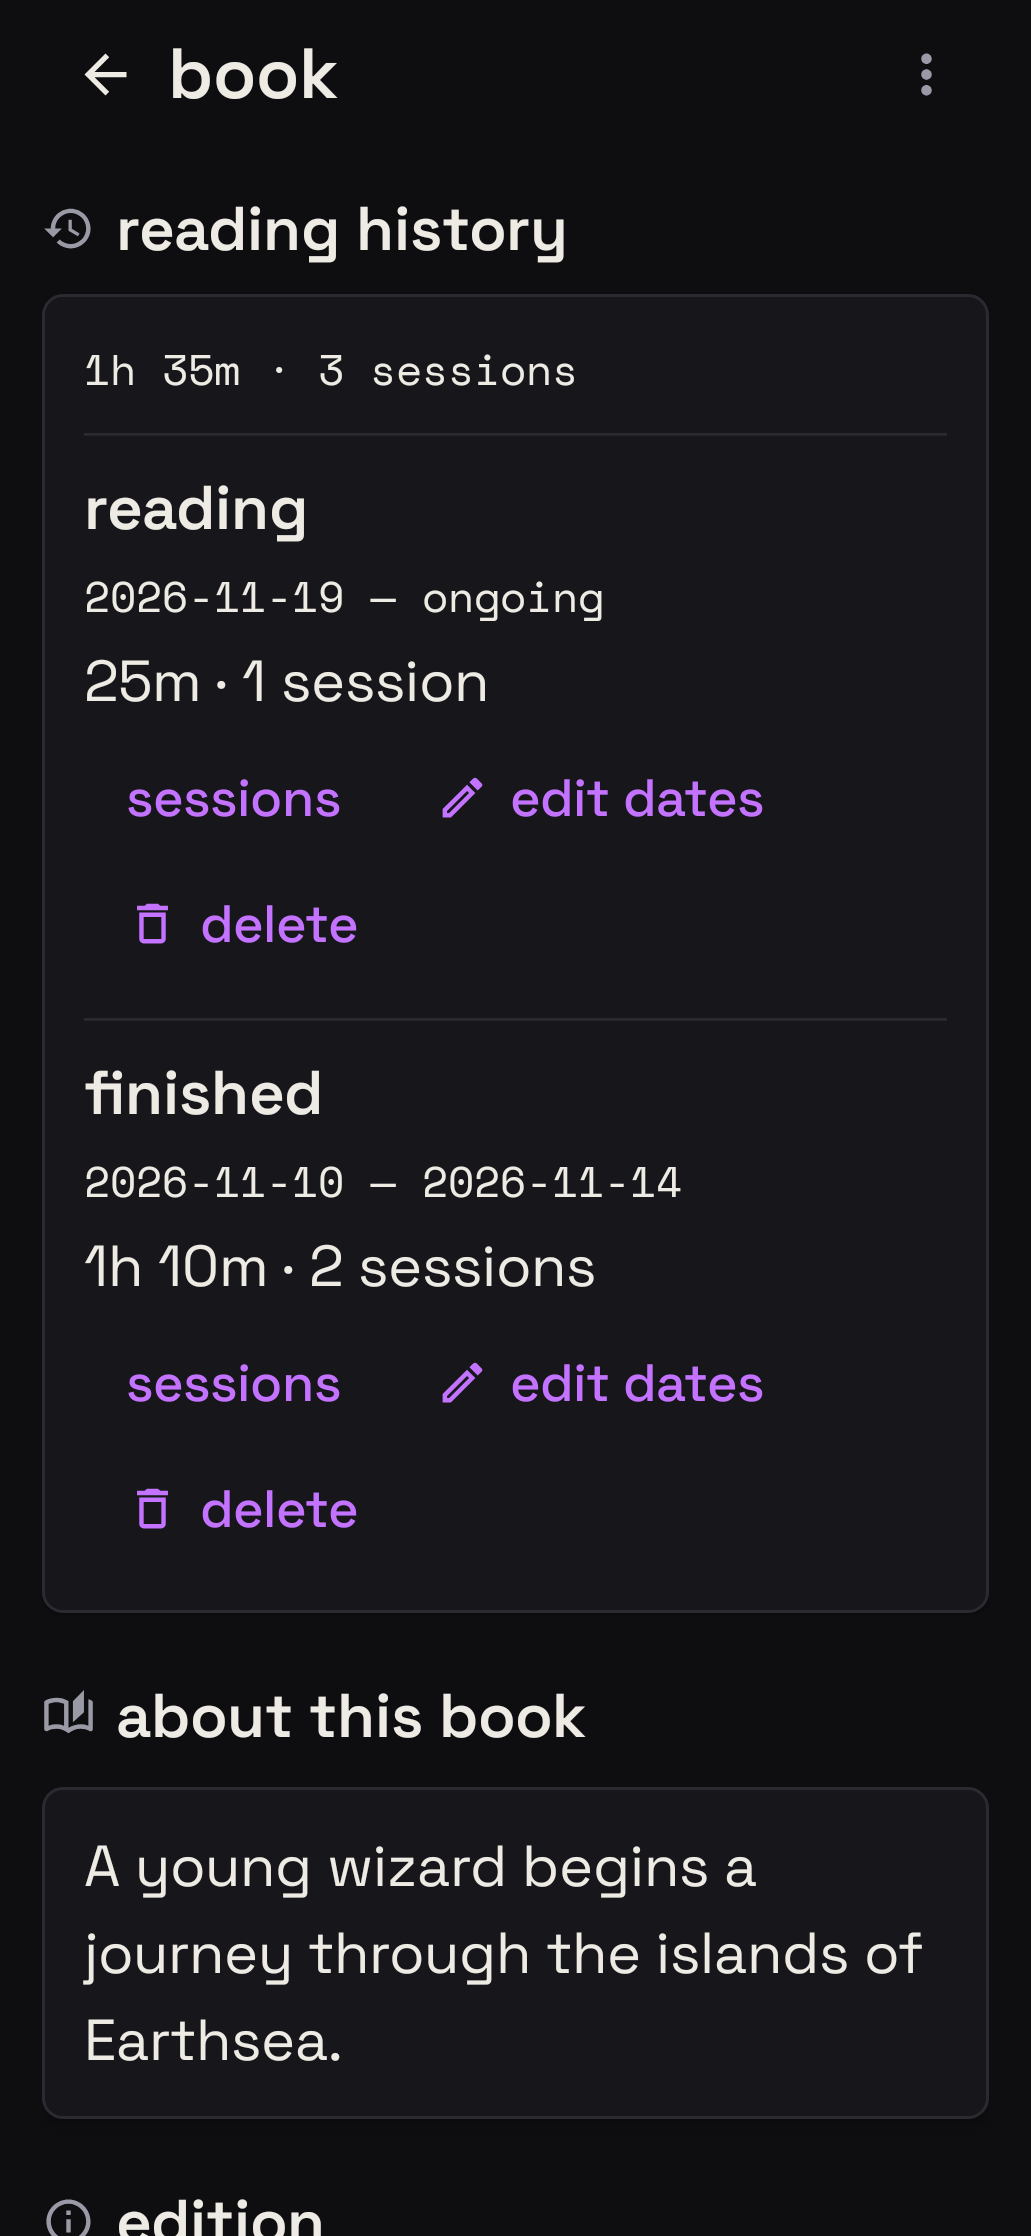 book
reading history
1h 35m · 3 sessions
reading
2026-11-19 — ongoing
25m · 1 session
sessions
edit dates
delete
finished
2026-11-10 — 2026-11-14
1h 10m · 2 sessions
sessions
edit dates
delete
about this book
A young wizard begins a
journey through the islands of
Earthsea.
edition